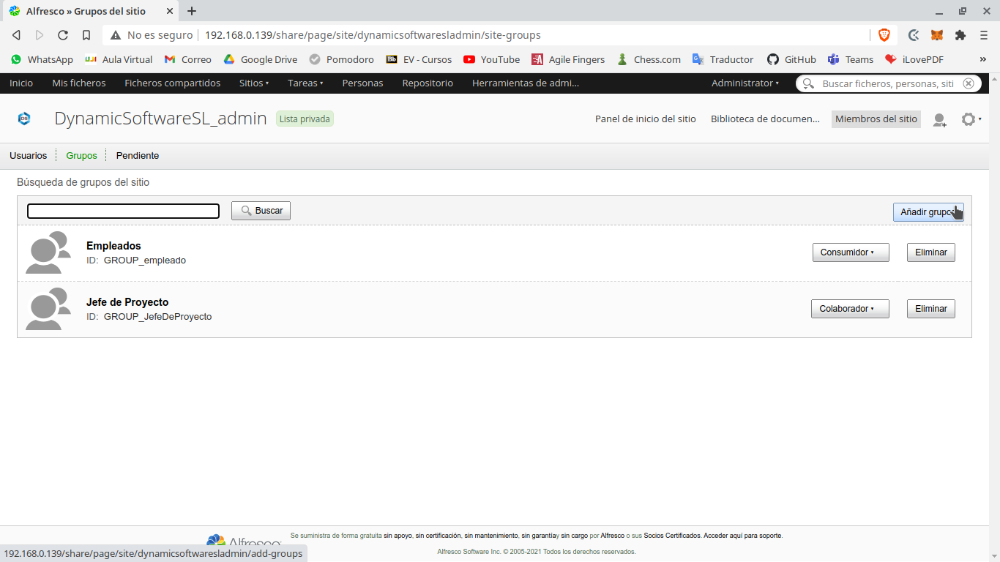 Alfresco » Grupos del sitio
No es seguro 192.168.0.139/share/page/site/dynamicsoftwaresladmin/site-groups
WhatsApp Aula Virtual Correo Google Drive Pomodoro Bb EV - Cursos YouTube Agile Fingers Chess.com Traductor GitHub Teams iLovePDF »
Inicio Mis ficheros Ficheros compartidos Sitios Tareas Personas Repositorio Herramientas de admi... Administrator Buscar ficheros, personas, siti
DS DynamicSoftwareSL_admin Lista privada Panel de inicio del sitio Biblioteca de documen... Miembros del sitio
Usuarios Grupos Pendiente
Búsqueda de grupos del sitio
Buscar Añadir grupos
Empleados
ID: GROUP_empleado Consumidor Eliminar
Jefe de Proyecto
ID: GROUP_JefeDeProyecto Colaborador Eliminar
Alfresco Se suministra de forma gratuita sin apoyo, sin certificación, sin mantenimiento, sin garantíay sin cargo por Alfresco o sus Socios Certificados. Acceder aquí para soporte.
Alfresco Software Inc. © 2005-2021 Todos los derechos reservados.
192.168.0.139/share/page/site/dynamicsoftwaresladmin/add-groups